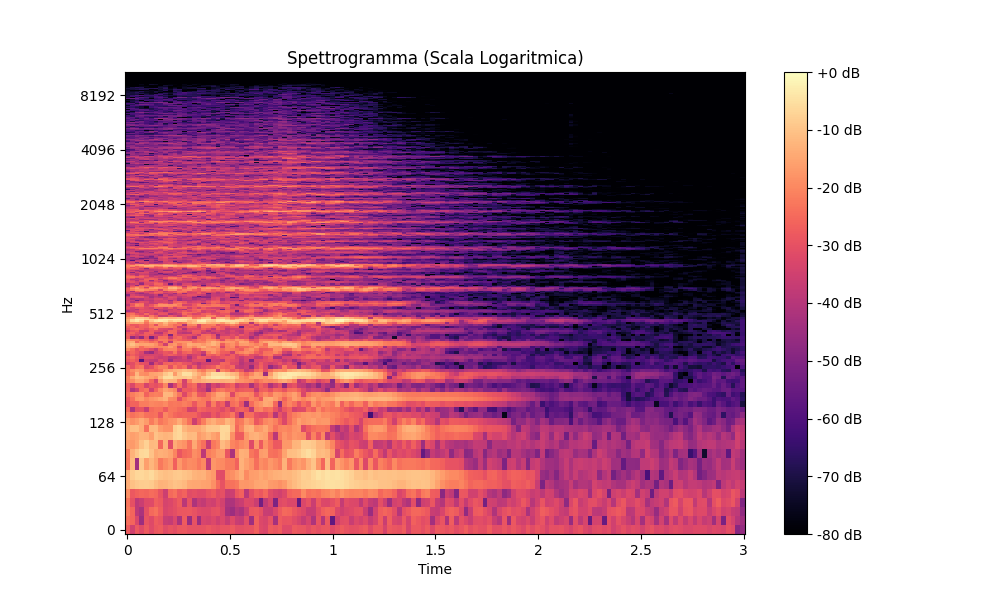 Spettrogramma (Scala Logaritmica)
Hz
8192
4096
2048
1024
512
256
128
64
0
0
0.5
1
1.5
2
2.5
3
Time
+0 dB
-10 dB
-20 dB
-30 dB
-40 dB
-50 dB
-60 dB
-70 dB
-80 dB